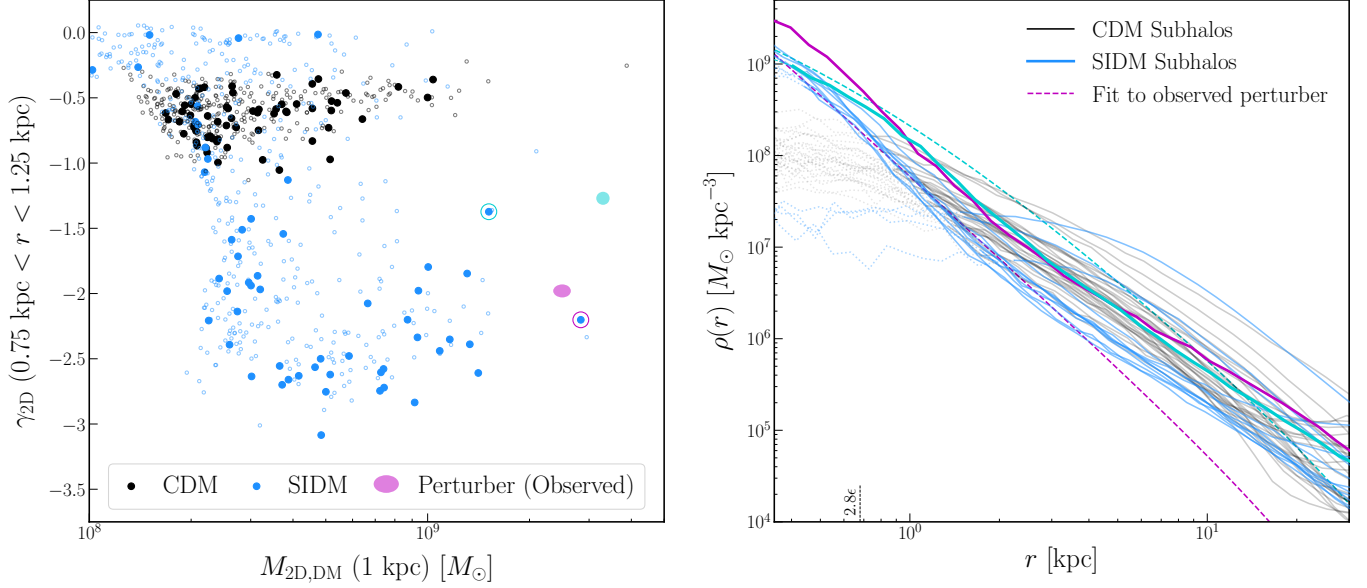 γ2D (0.75 kpc < r < 1.25 kpc)
0.0
−0.5
−1.0
−1.5
−2.0
−2.5
−3.0
−3.5
CDM SIDM Perturber (Observed)
10^8 10^9
M2D,DM (1 kpc) [M⊙]
ρ(r) [M⊙ kpc^−3]
10^9
10^8
10^7
10^6
10^5
10^4
CDM Subhalos
SIDM Subhalos
Fit to observed perturber
2.8ϵ
10^0 10^1
r [kpc]